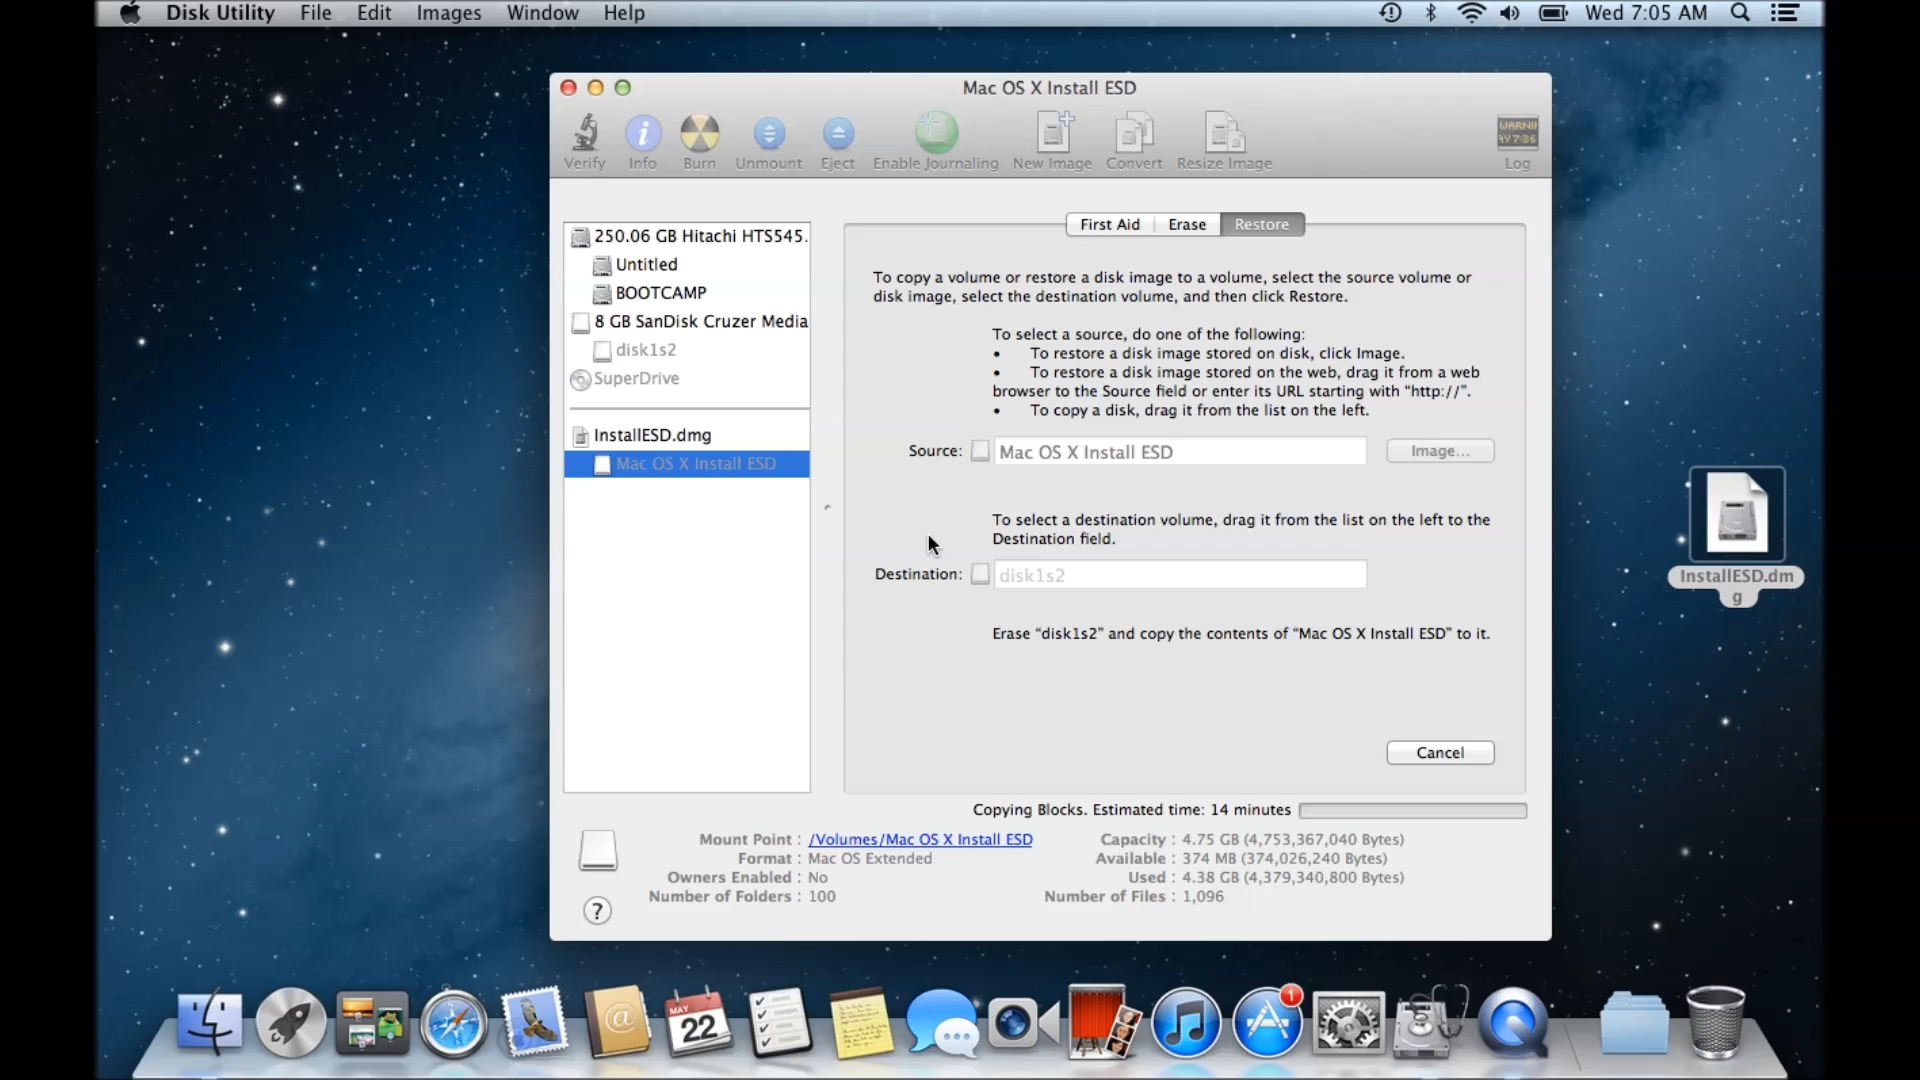 Disk Utility File Edit Images Window Help Wed 7:05 AM
Mac OS X Install ESD
Verify Info Burn Unmount Eject Enable Journaling New Image Convert Resize Image Log
WARNIN
AY 7:36
250.06 GB Hitachi HTS545.
Untitled
BOOTCAMP
8 GB SanDisk Cruzer Media
disk1s2
SuperDrive
InstallESD.dmg
Mac OS X Install ESD
First Aid Erase Restore
To copy a volume or restore a disk image to a volume, select the source volume or
disk image, select the destination volume, and then click Restore.
To select a source, do one of the following:
• To restore a disk image stored on disk, click Image.
• To restore a disk image stored on the web, drag it from a web
browser to the Source field or enter its URL starting with "http://".
• To copy a disk, drag it from the list on the left.
Source: Mac OS X Install ESD Image...
To select a destination volume, drag it from the list on the left to the
Destination field.
Destination: disk1s2
Erase "disk1s2" and copy the contents of "Mac OS X Install ESD" to it.
Cancel
Copying Blocks. Estimated time: 14 minutes
Mount Point : /Volumes/Mac OS X Install ESD
Format : Mac OS Extended
Owners Enabled : No
Number of Folders : 100
Capacity : 4.75 GB (4,753,367,040 Bytes)
Available : 374 MB (374,026,240 Bytes)
Used : 4.38 GB (4,379,340,800 Bytes)
Number of Files : 1,096
?
InstallESD.dm
g
@
MAY
22
1